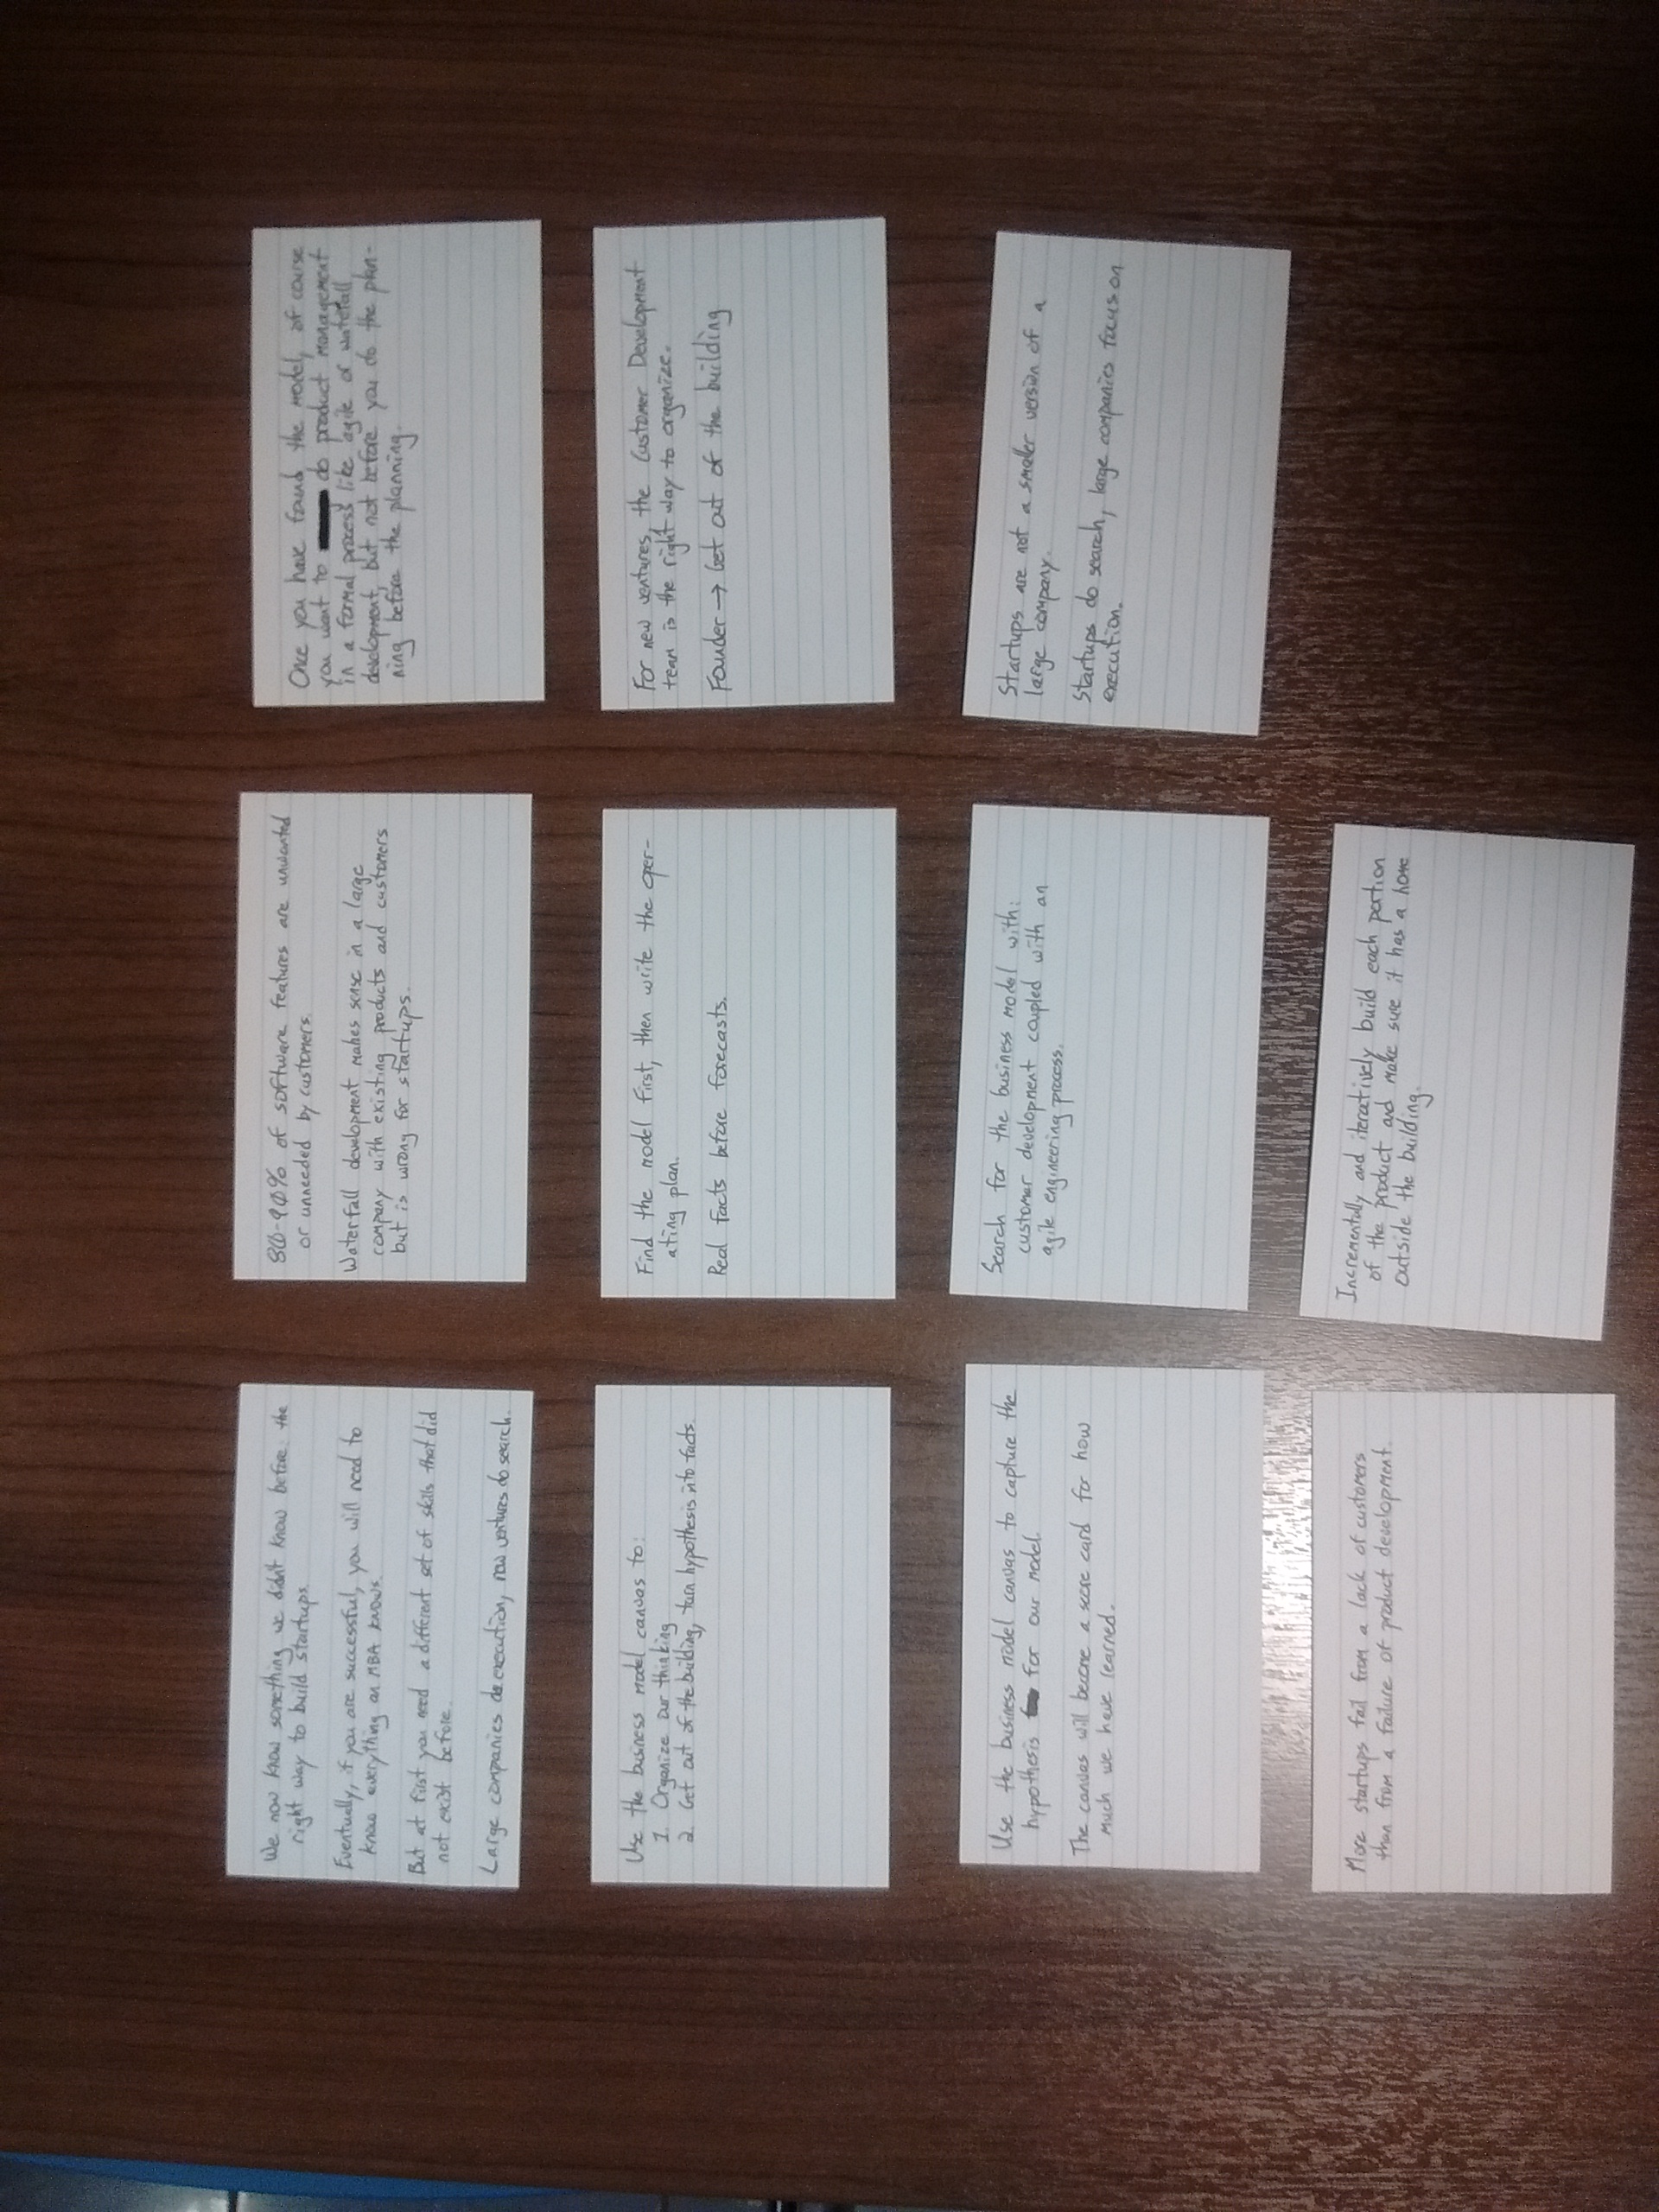 We now know something we didn't know before: the
right way to build startups.
Eventually, if you are successful, you will need to
know everything an MBA knows.
But at first you need a different set of skills that did
not exist before.
Large companies do execution, new ventures do search.
80-90% of software features are unwanted
or unneeded by customers.
Waterfall development makes sense in a large
company with existing products and customers
but is wrong for startups.
Once you have found the model, of course
you want to do product management
in a formal process like agile or waterfall
development, but not before you do the plan-
ning before the planning.
Use the business model canvas to:
1. Organize our thinking
2. Get out of the building, turn hypothesis into facts.
Find the model first, then write the oper-
ating plan.
Real facts before forecasts.
For new ventures, the Customer Development
team is the right way to organize.
Founder → Get out of the building
Use the business model canvas to capture the
hypothesis for our model
The canvas will become a score card for how
much we have learned.
Search for the business model with:
customer development coupled with an
agile engineering process.
Startups are not a smaller version of a
large company.
Startups do search, large companies focus on
execution.
More startups fail from a lack of customers
than from a failure of product development.
Incrementally and iteratively build each portion
of the product and make sure it has a home
outside the building.